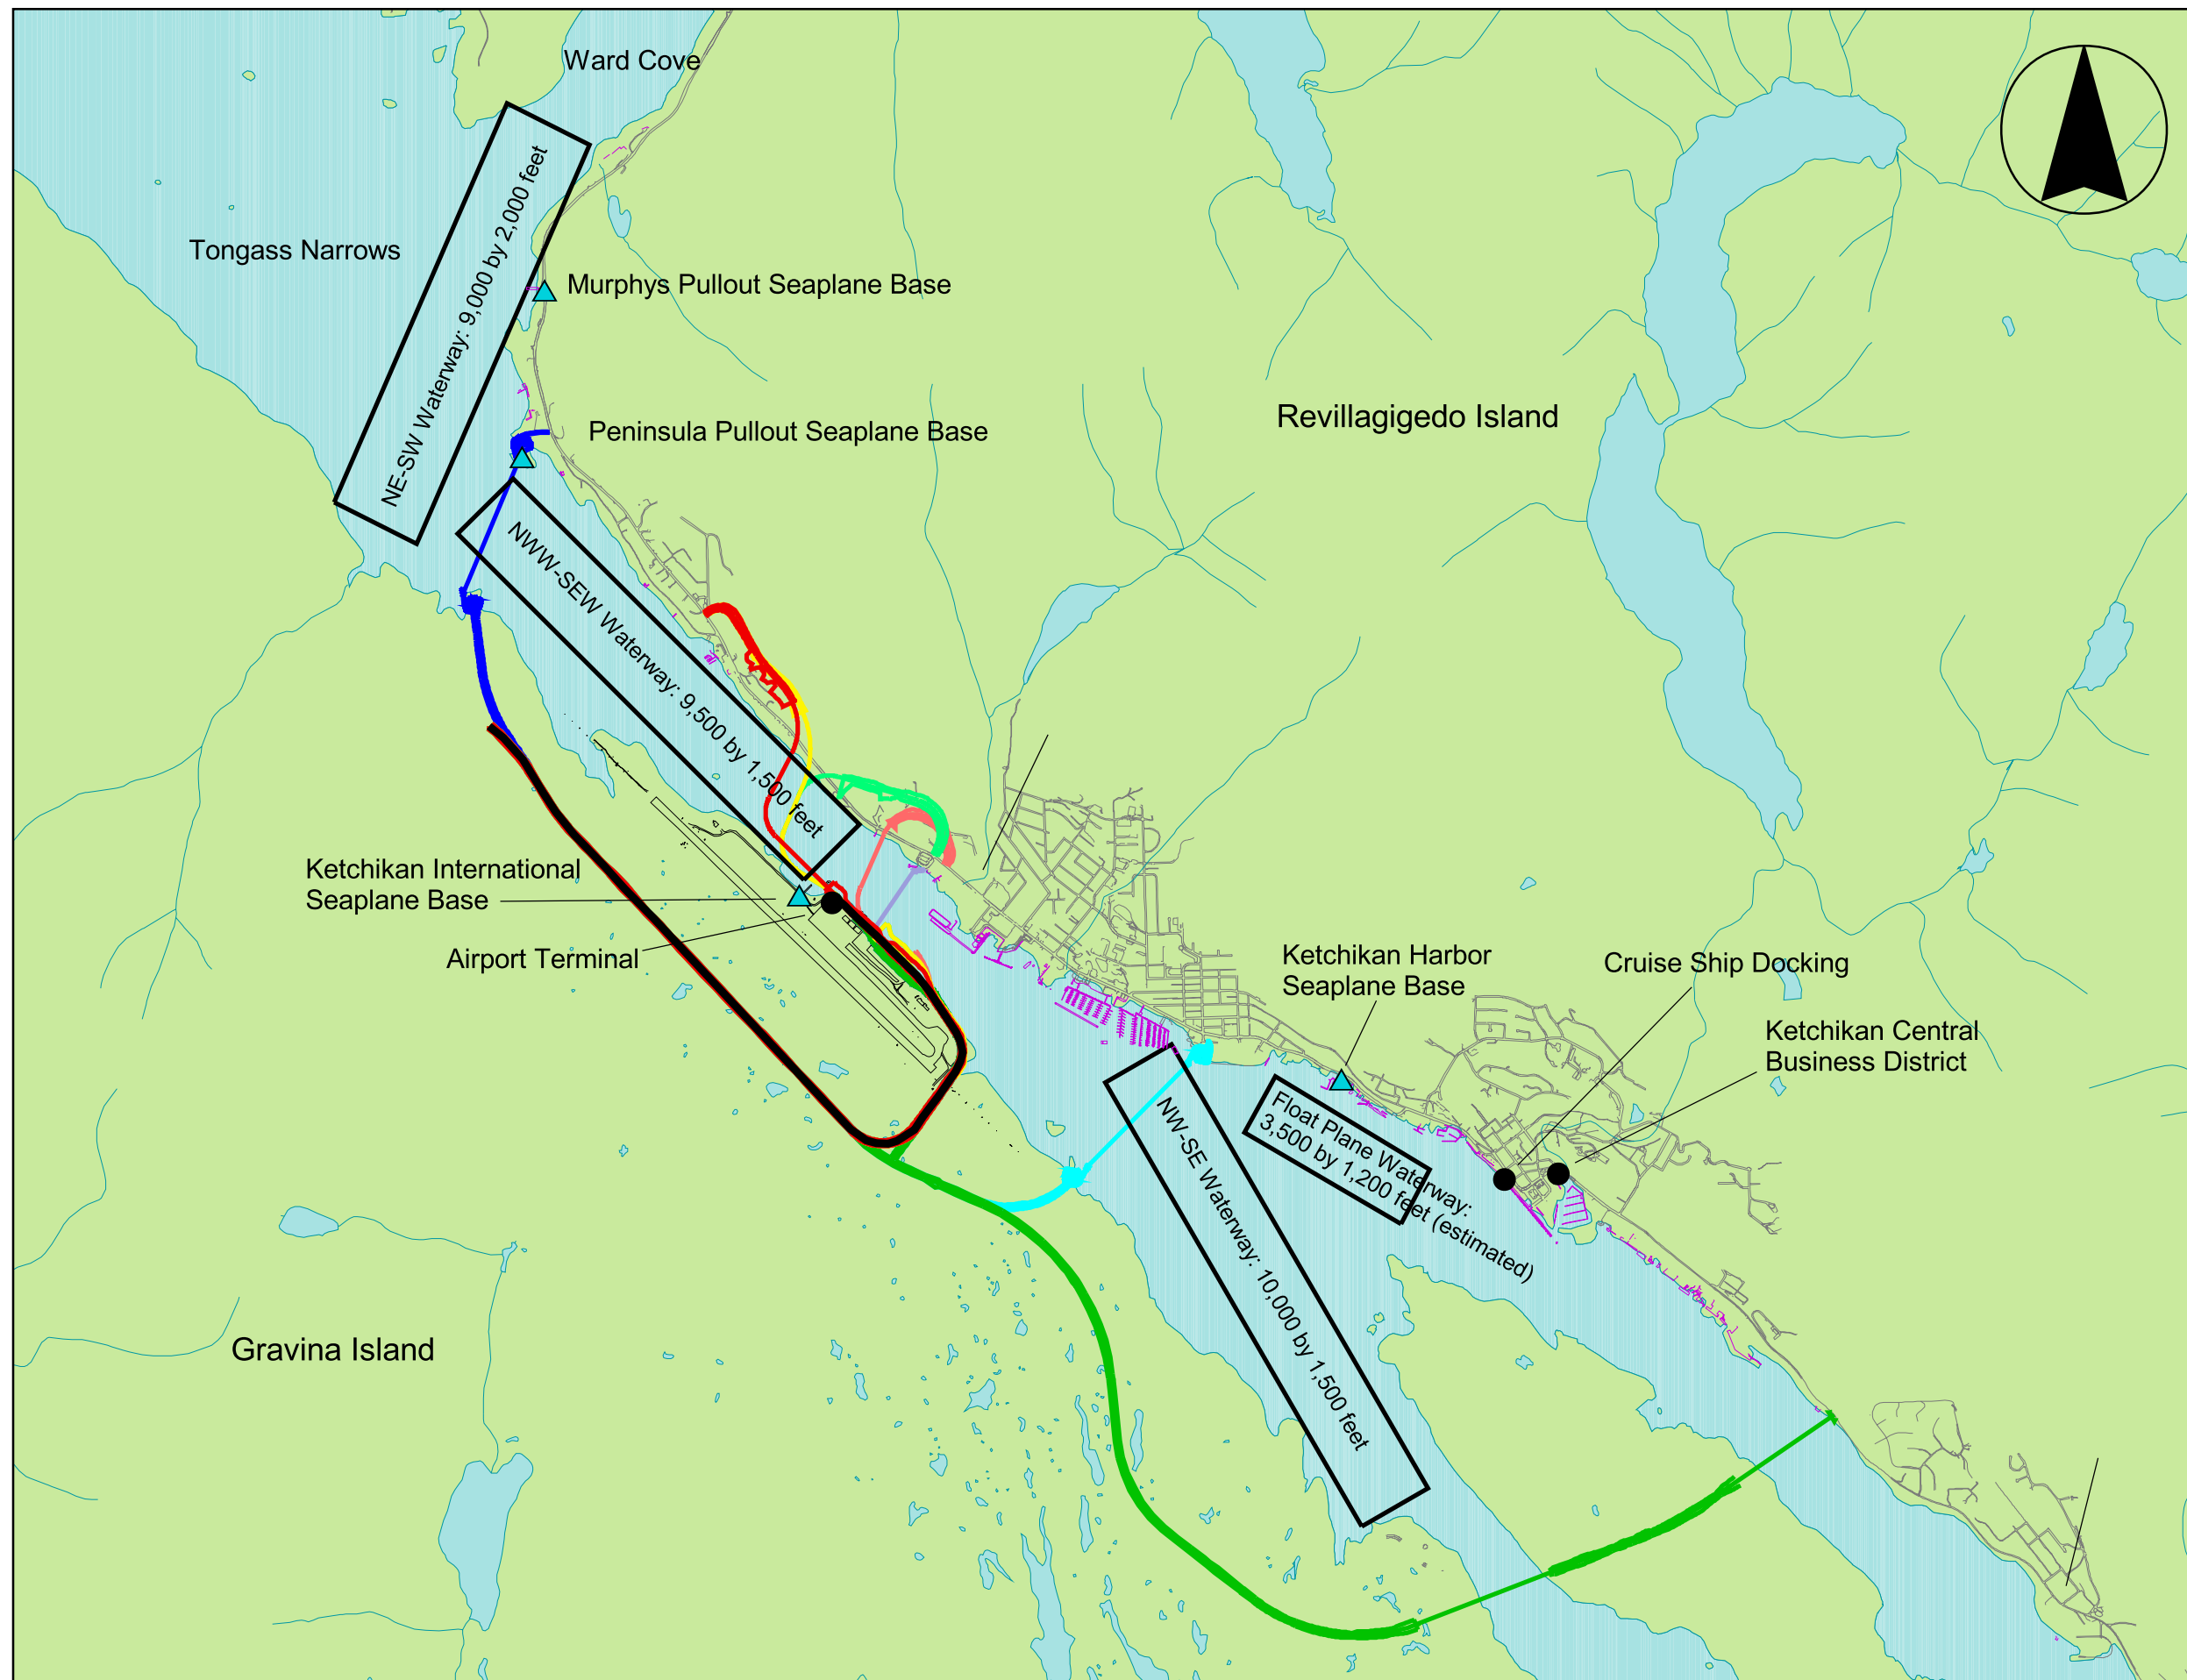 Ward Cove
Tongass Narrows
NE-SW Waterway: 9,000 by 2,000 feet
Murphys Pullout Seaplane Base
Peninsula Pullout Seaplane Base
Revillagigedo Island
NWW-SEW Waterway: 9,500 by 1,500 feet
Ketchikan International
Seaplane Base
Airport Terminal
Ketchikan Harbor
Seaplane Base
Cruise Ship Docking
Ketchikan Central
Business District
Float Plane Waterway:
3,500 by 1,200 feet (estimated)
NW-SE Waterway: 10,000 by 1,500 feet
Gravina Island